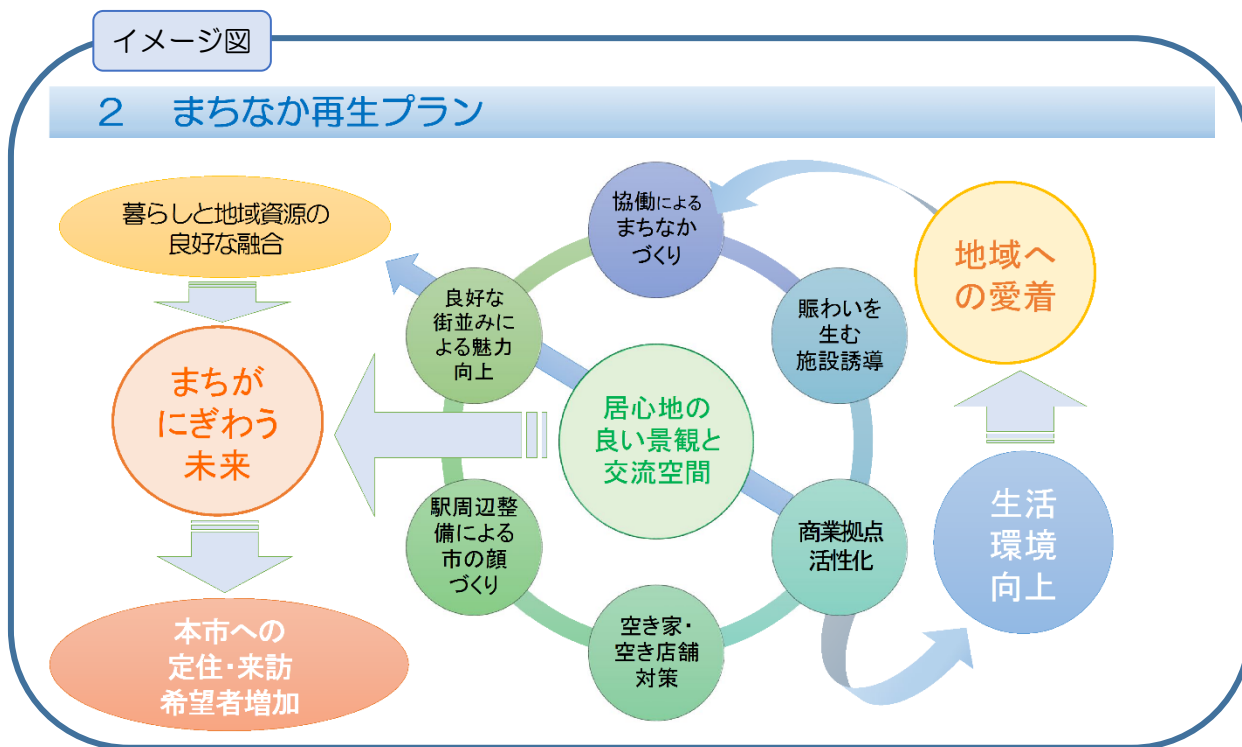 イメージ図
2 まちなか再生プラン
暮らしと地域資源の
良好な融合
まちが
にぎわう
未来
本市への
定住・来訪
希望者増加
協働による
まちなか
づくり
賑わいを
生む
施設誘導
商業拠点
活性化
空き家・
空き店舗
対策
駅周辺整
備による
市の顔
づくり
良好な
街並みに
よる魅力
向上
居心地の
良い景観と
交流空間
地域へ
の愛着
生活
環境
向上